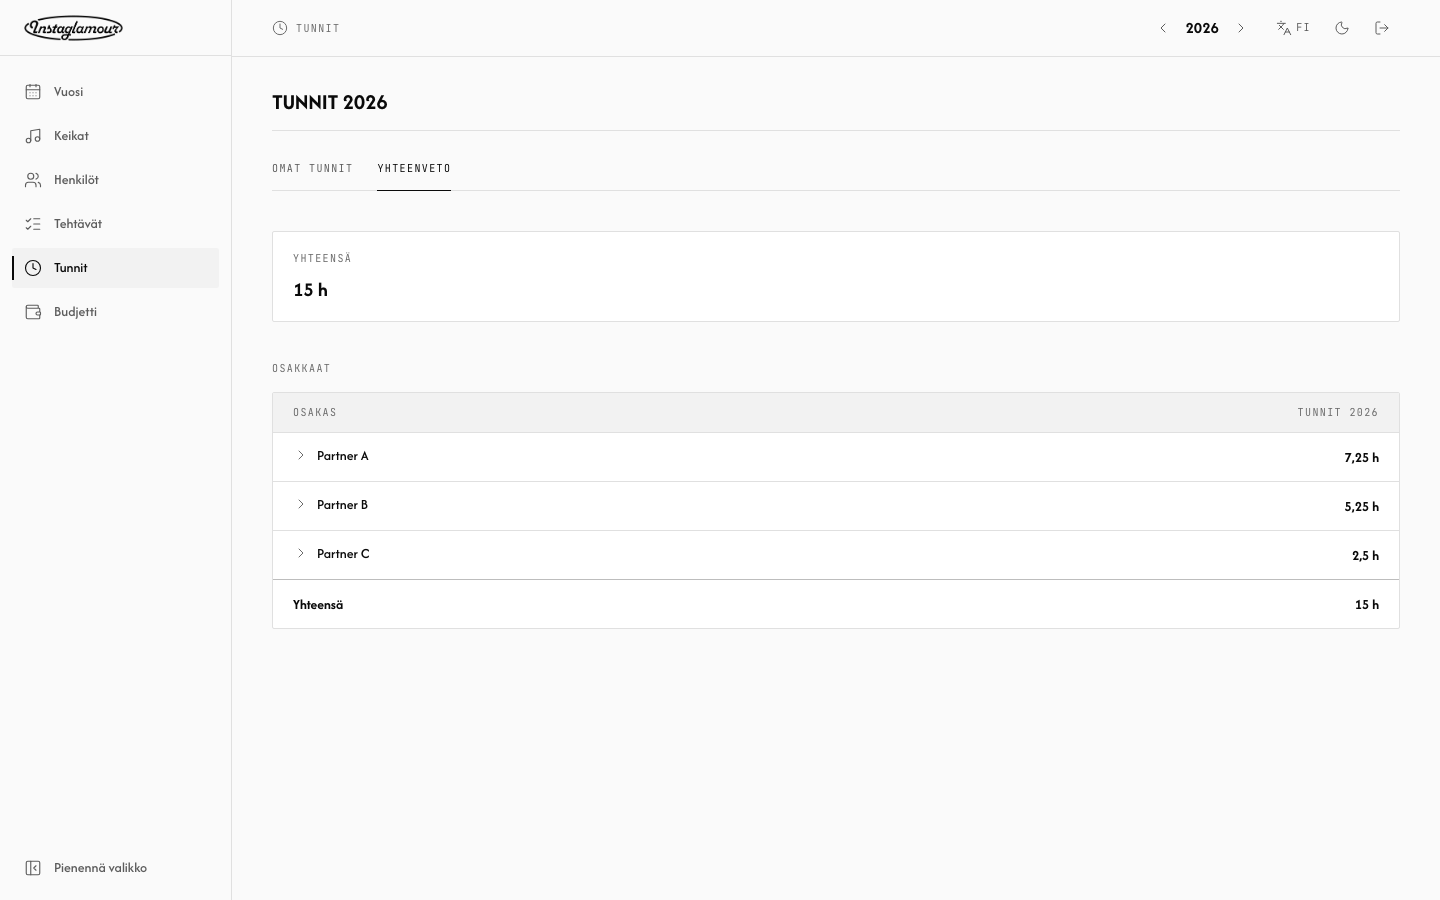 Instaglamour
TUNNIT
2026
FI
Vuosi
Keikat
Henkilöt
Tehtävät
Tunnit
Budjetti
Pienennä valikko
TUNNIT 2026
OMAT TUNNIT
YHTEENVETO
YHTEENSÄ
15 h
OSAKKAAT
OSAKAS TUNNIT 2026
Partner A 7,25 h
Partner B 5,25 h
Partner C 2,5 h
Yhteensä 15 h